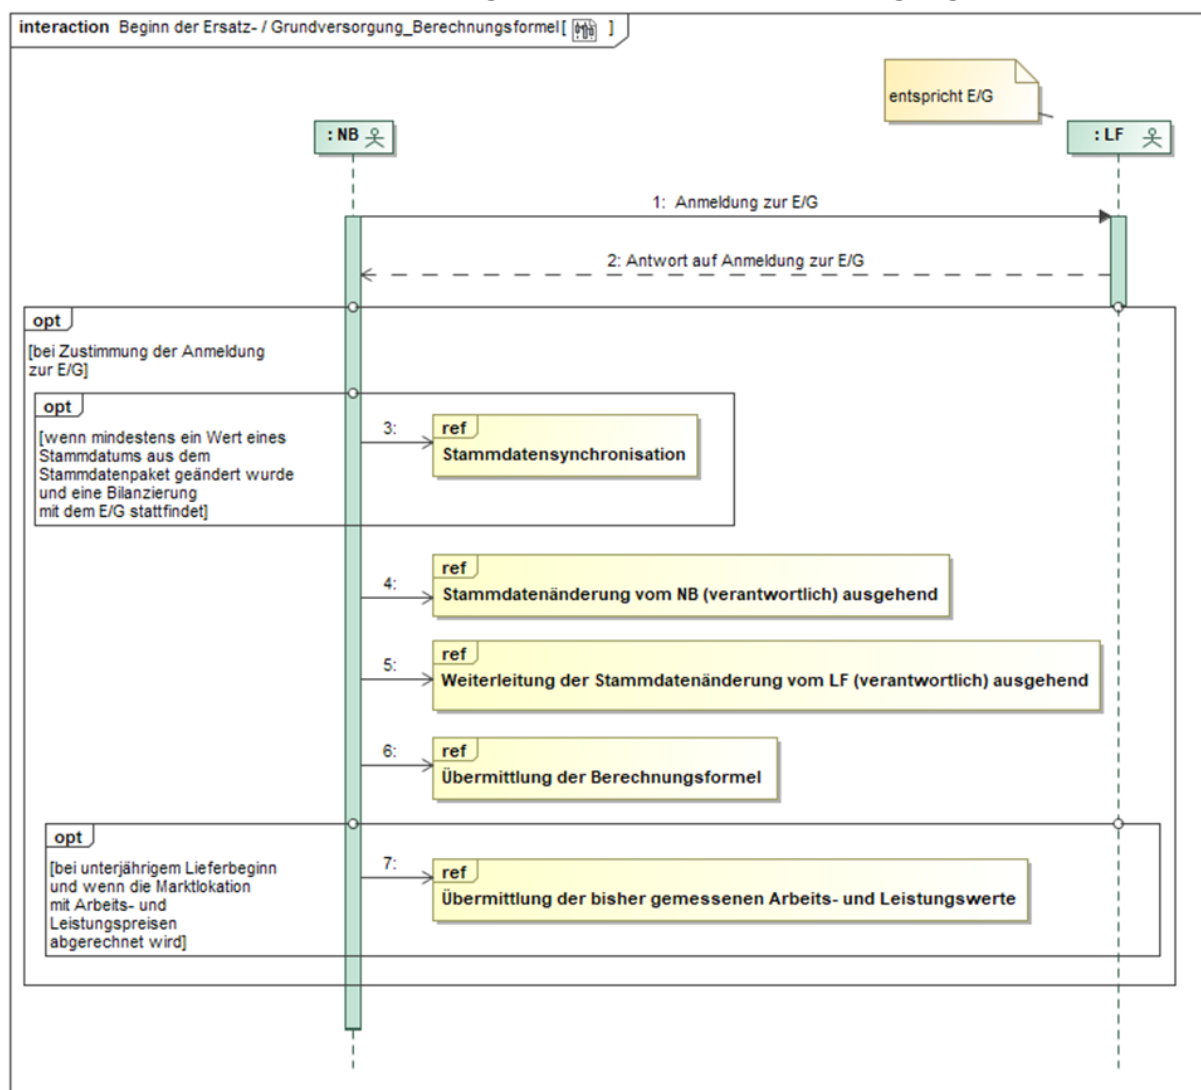 interaction Beginn der Ersatz- / Grundversorgung_Berechnungsformel[ ]
entspricht E/G
: NB
: LF
1: Anmeldung zur E/G
2: Antwort auf Anmeldung zur E/G
opt
[bei Zustimmung der Anmeldung
zur E/G]
opt
[wenn mindestens ein Wert eines
Stammdatums aus dem
Stammdatenpaket geändert wurde
und eine Bilanzierung
mit dem E/G stattfindet]
3:
ref
Stammdatensynchronisation
4:
ref
Stammdatenänderung vom NB (verantwortlich) ausgehend
5:
ref
Weiterleitung der Stammdatenänderung vom LF (verantwortlich) ausgehend
6:
ref
Übermittlung der Berechnungsformel
opt
[bei unterjährigem Lieferbeginn
und wenn die Marktlokation
mit Arbeits- und
Leistungspreisen
abgerechnet wird]
7:
ref
Übermittlung der bisher gemessenen Arbeits- und Leistungswerte